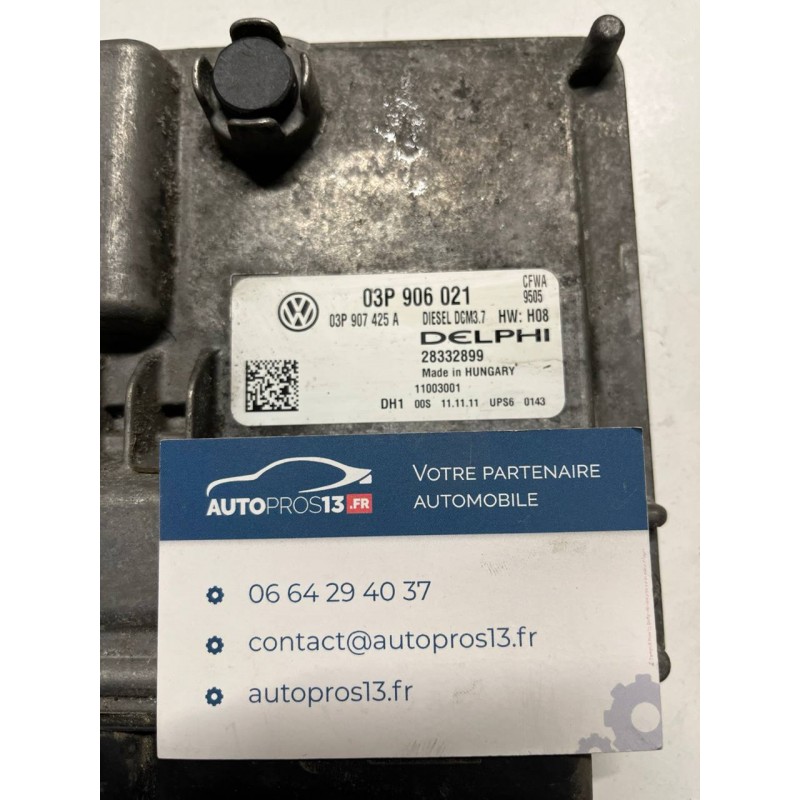 03P 906 021
CFWA
9505
03P 907 425 A DIESEL DCM3.7 HW: H08
DELPHI
28332899
Made in HUNGARY
11003001
DH1 00S 11.11.11 UPS6 0143
AUTOPROS13.FR
VOTRE PARTENAIRE
AUTOMOBILE
06 64 29 40 37
contact@autopros13.fr
autopros13.fr